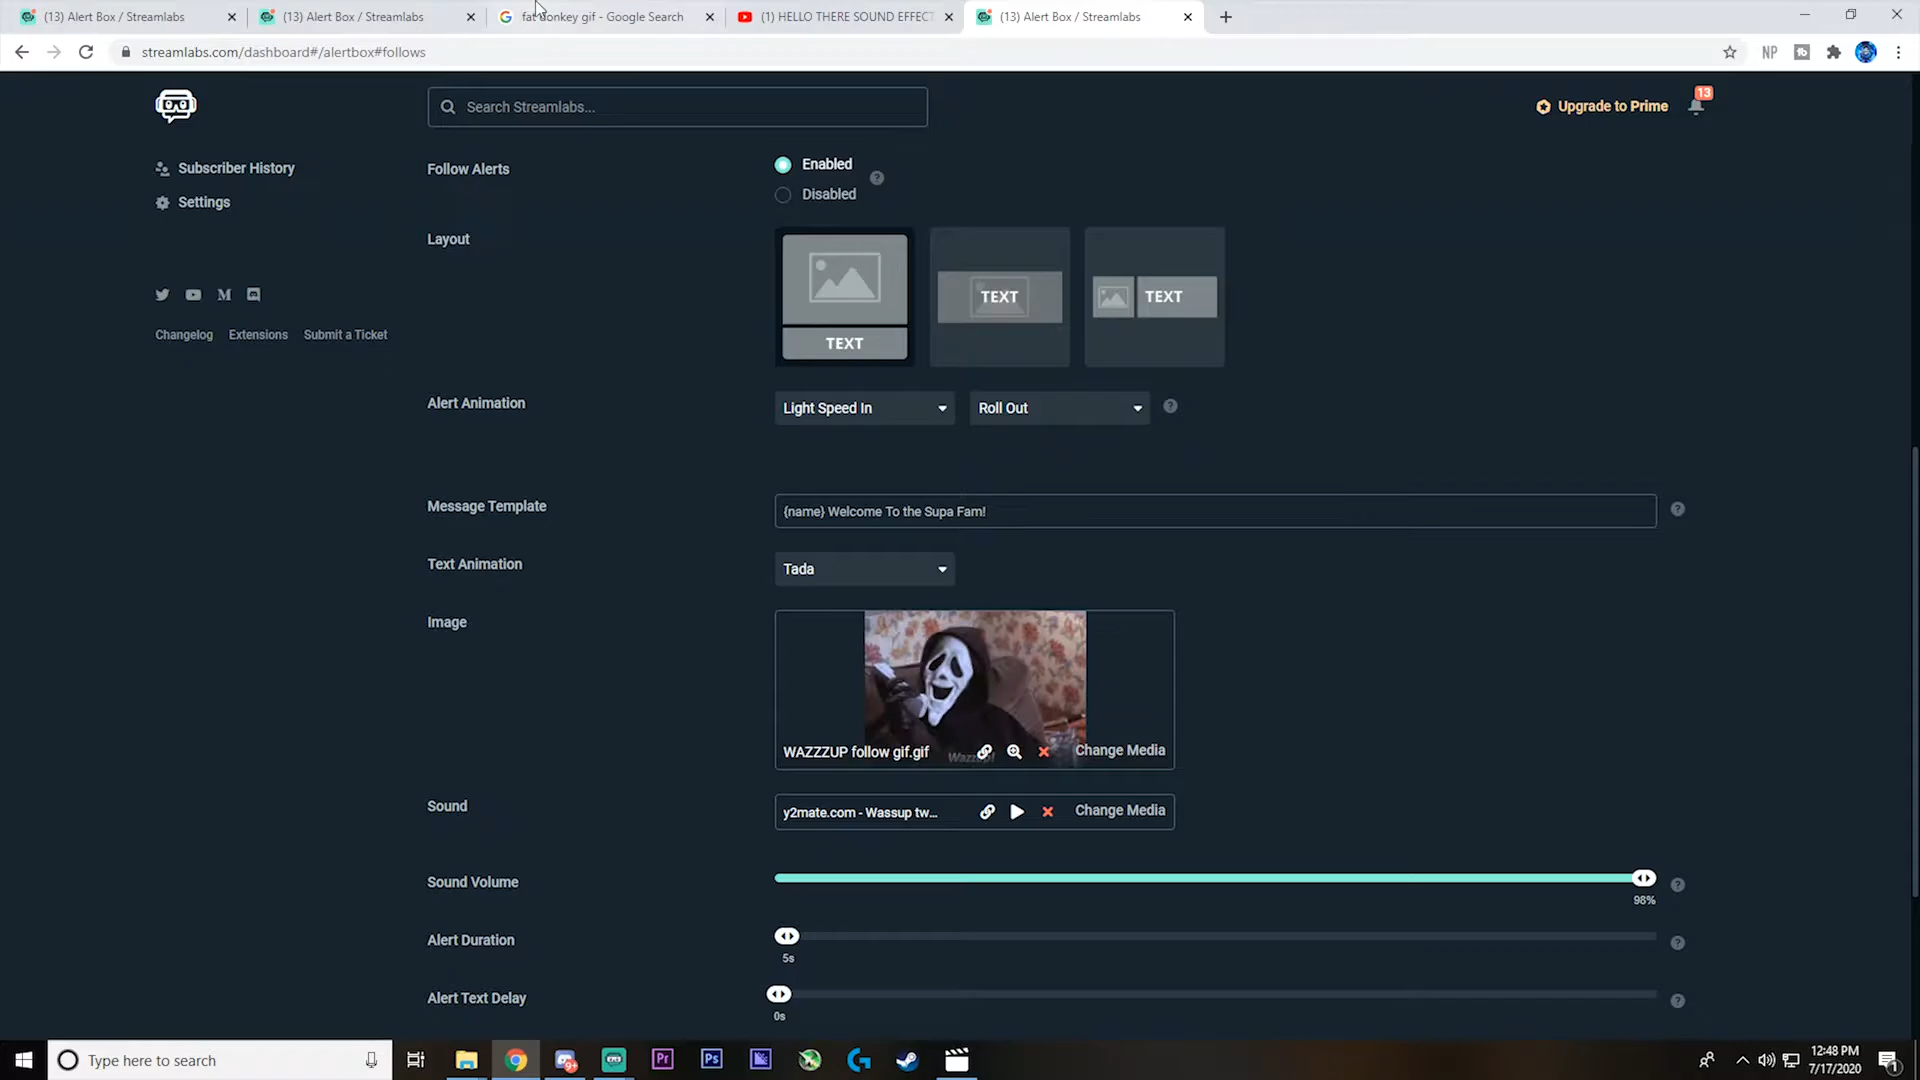 (13) Alert Box / Streamlabs
(13) Alert Box / Streamlabs
fat donkey gif - Google Search
(1) HELLO THERE SOUND EFFECT
(13) Alert Box / Streamlabs
streamlabs.com/dashboard#/alertbox#follows
NP
Search Streamlabs...
Upgrade to Prime
13
Subscriber History
Settings
Changelog
Extensions
Submit a Ticket
Follow Alerts
Enabled
Disabled
Layout
TEXT
TEXT
TEXT
Alert Animation
Light Speed In
Roll Out
Message Template
{name} Welcome To the Supa Fam!
Text Animation
Tada
Image
WAZZZUP follow gif.gif
Change Media
Sound
y2mate.com - Wassup tw...
Change Media
Sound Volume
98%
Alert Duration
5s
Alert Text Delay
0s
Type here to search
9+
Pr
Ps
12:48 PM
7/17/2020
1